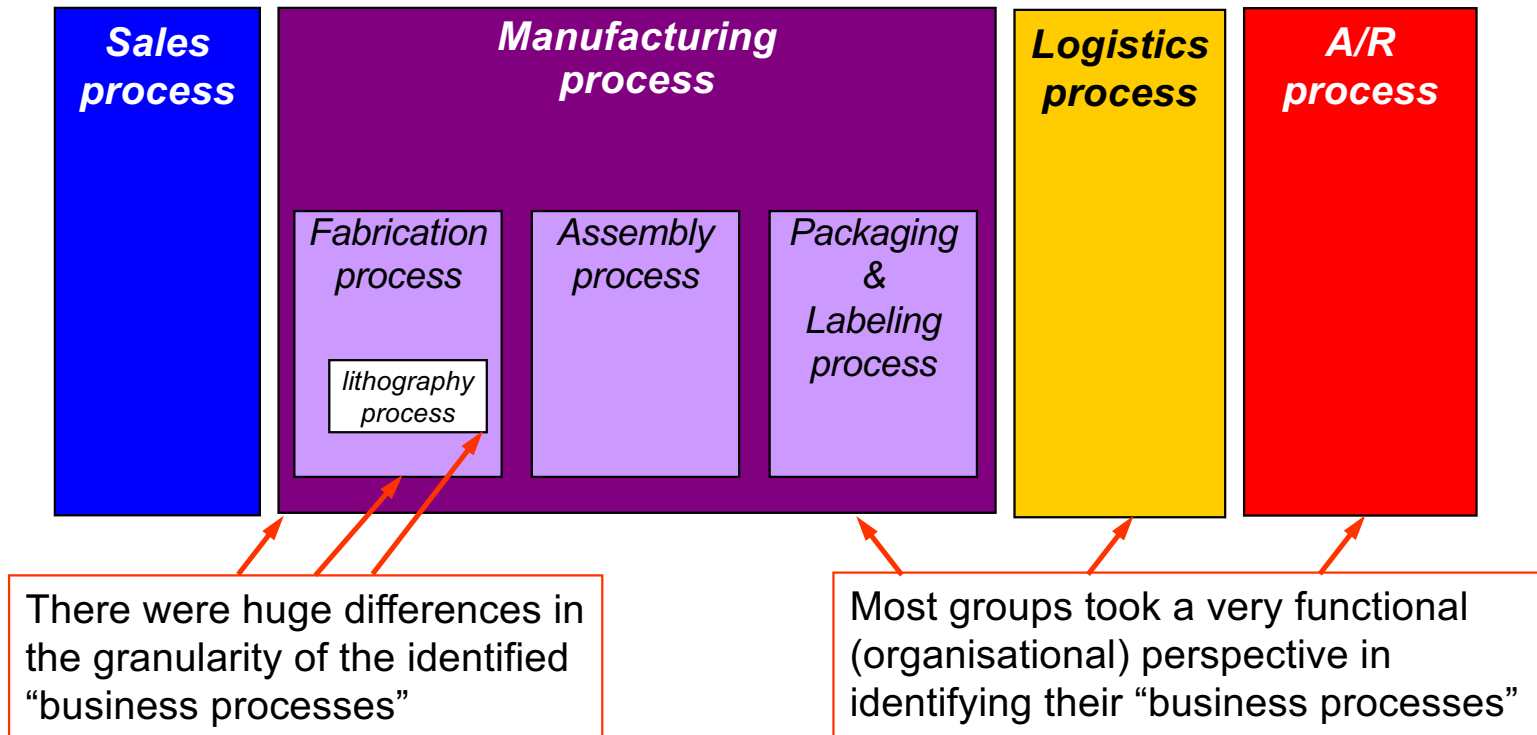 Sales
process
Manufacturing
process
Logistics
process
A/R
process
Fabrication
process
Assembly
process
Packaging
&
Labeling
process
lithography
process
There were huge differences in
the granularity of the identified
“business processes”
Most groups took a very functional
(organisational) perspective in
identifying their “business processes”